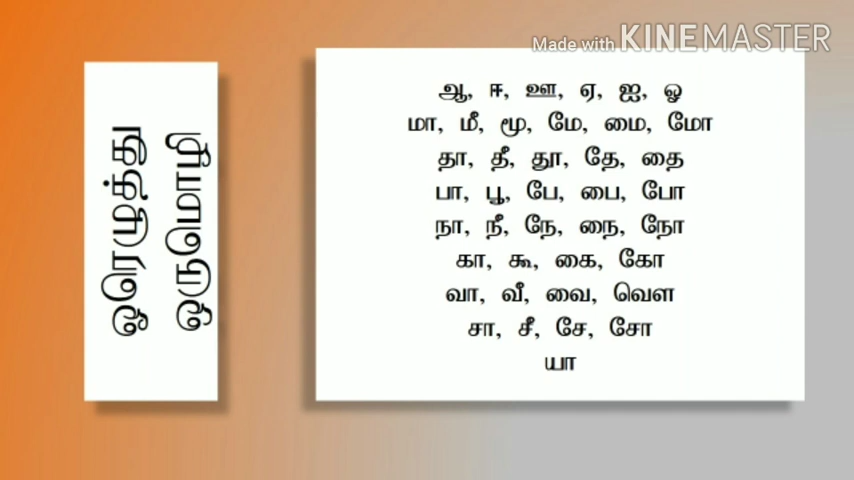 Made with KINEMASTER
ஓரெழுத்து
ஒருமொழி
ஆ, ஈ, ஊ, ஏ, ஐ, ஓ
மா, மீ, மூ, மே, மை, மோ
தா, தீ, தூ, தே, தை
பா, பூ, பே, பை, போ
நா, நீ, நே, நை, நோ
கா, கூ, கை, கோ
வா, வீ, வை, வௌ
சா, சீ, சே, சோ
யா